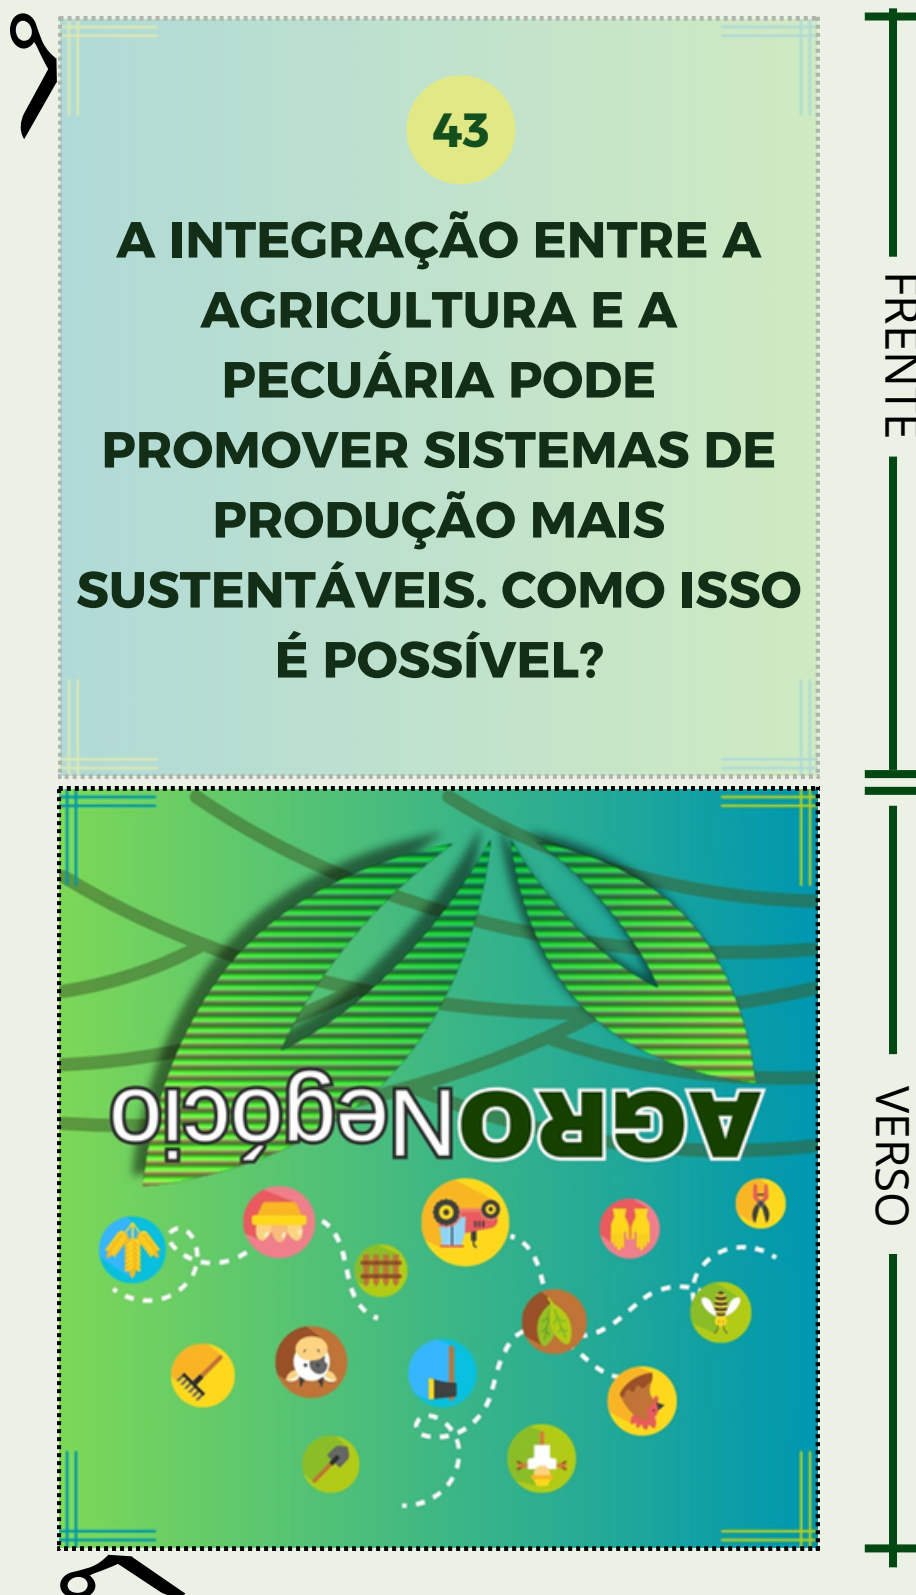 43
A INTEGRAÇÃO ENTRE A
AGRICULTURA E A
PECUÁRIA PODE
PROMOVER SISTEMAS DE
PRODUÇÃO MAIS
SUSTENTÁVEIS. COMO ISSO
É POSSÍVEL?
FRENTE
AGRONegócio
VERSO